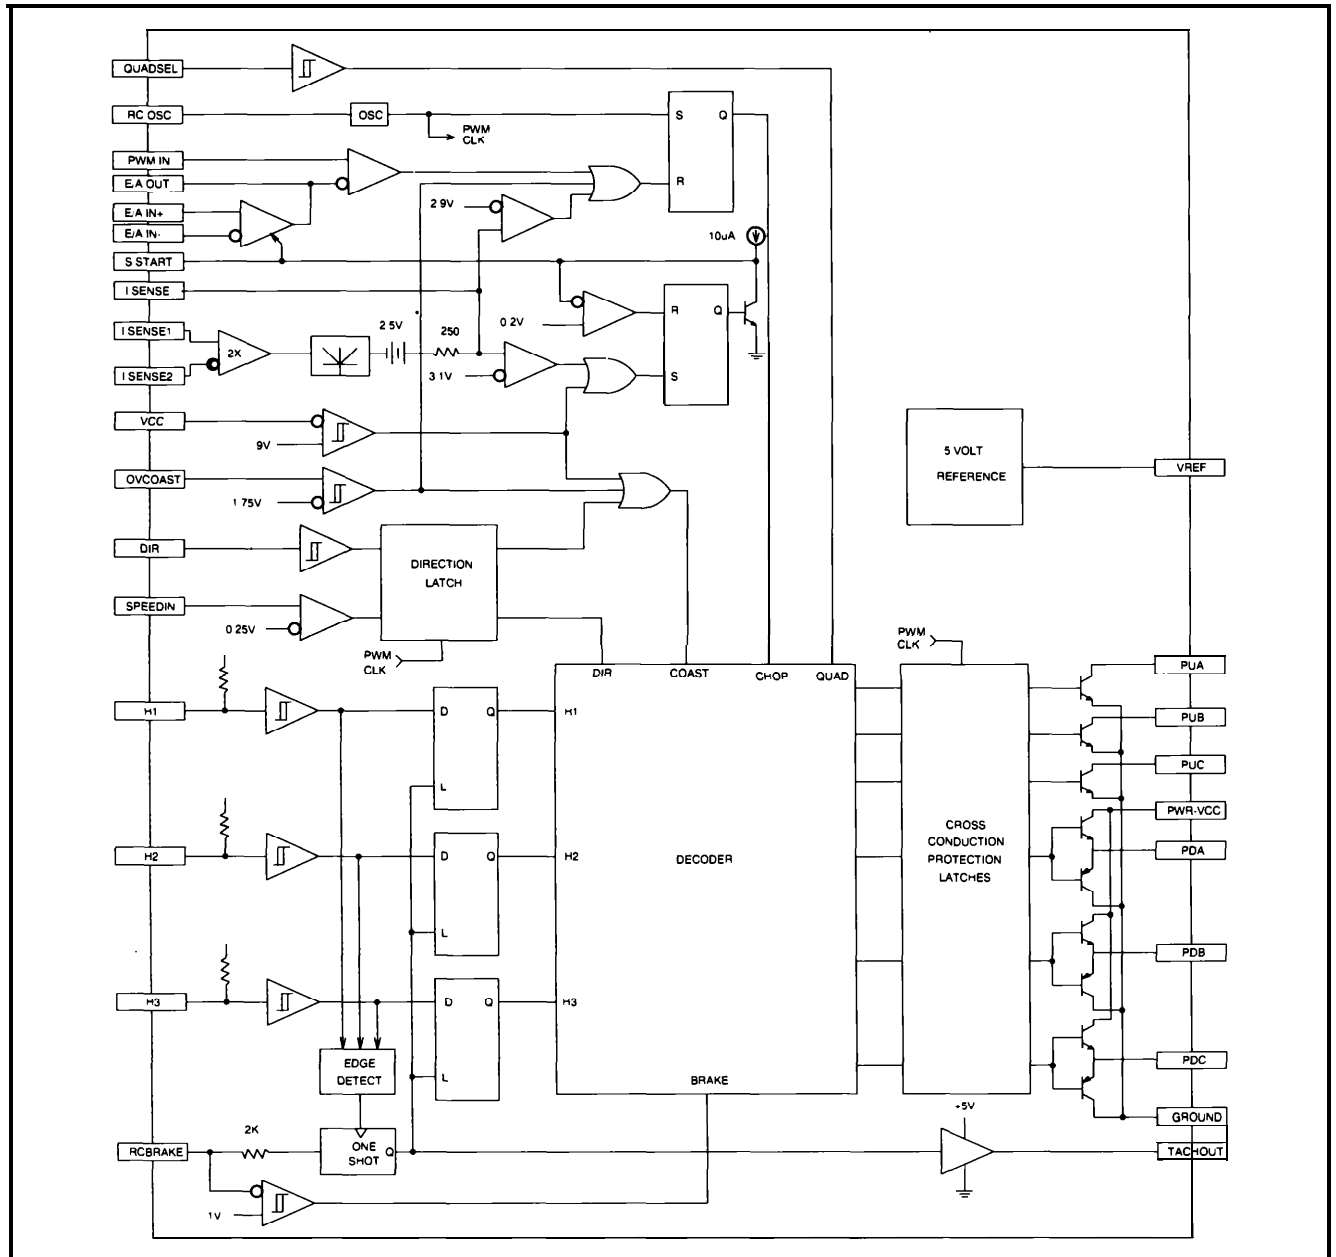 QUADSEL
RC OSC
OSC
PWM
CLK
S
Q
R
PWM IN
E/A OUT
E/A IN+
E/A IN-
S START
I SENSE
I SENSE1
I SENSE2
2X
2 9V
10uA
2 5V
250
0 2V
3 1V
R
Q
S
VCC
9V
OVCOAST
1 75V
DIR
SPEEDIN
0 25V
DIRECTION
LATCH
PWM
CLK
5 VOLT
REFERENCE
VREF
PWM
CLK
DIR
COAST
CHOP
QUAD
H1
D
Q
L
H1
H2
D
Q
L
H2
H3
D
Q
L
H3
DECODER
BRAKE
CROSS
CONDUCTION
PROTECTION
LATCHES
PUA
PUB
PUC
PWR-VCC
PDA
PDB
PDC
GROUND
TACHOUT
EDGE
DETECT
RCBRAKE
2K
ONE
SHOT
Q
+5V
1V